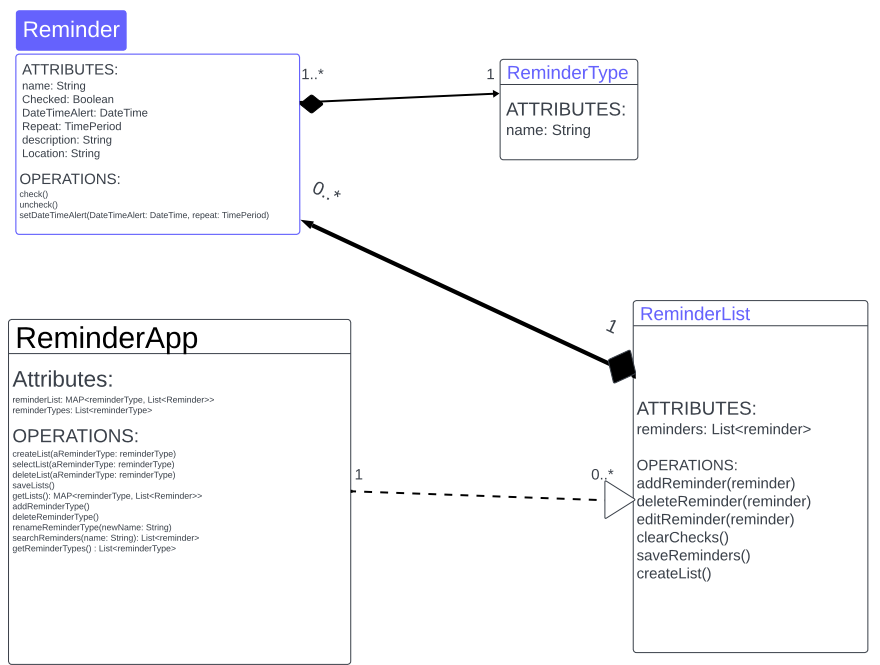 Reminder
ATTRIBUTES:
name: String
Checked: Boolean
DateTimeAlert: DateTime
Repeat: TimePeriod
description: String
Location: String
OPERATIONS:
check()
uncheck()
setDateTimeAlert(DateTimeAlert: DateTime, repeat: TimePeriod)
1..*
1
ReminderType
ATTRIBUTES:
name: String
0..*
1
ReminderList
ATTRIBUTES:
reminders: List<reminder>
OPERATIONS:
addReminder(reminder)
deleteReminder(reminder)
editReminder(reminder)
clearChecks()
saveReminders()
createList()
ReminderApp
Attributes:
reminderList: MAP<reminderType, List<Reminder>>
reminderTypes: List<reminderType>
OPERATIONS:
createList(aReminderType: reminderType)
selectList(aReminderType: reminderType)
deleteList(aReminderType: reminderType)
saveLists()
getLists(): MAP<reminderType, List<Reminder>>
addReminderType()
deleteReminderType()
renameReminderType(newName: String)
searchReminders(name: String): List<reminder>
getReminderTypes() : List<reminderType>
1
0..*